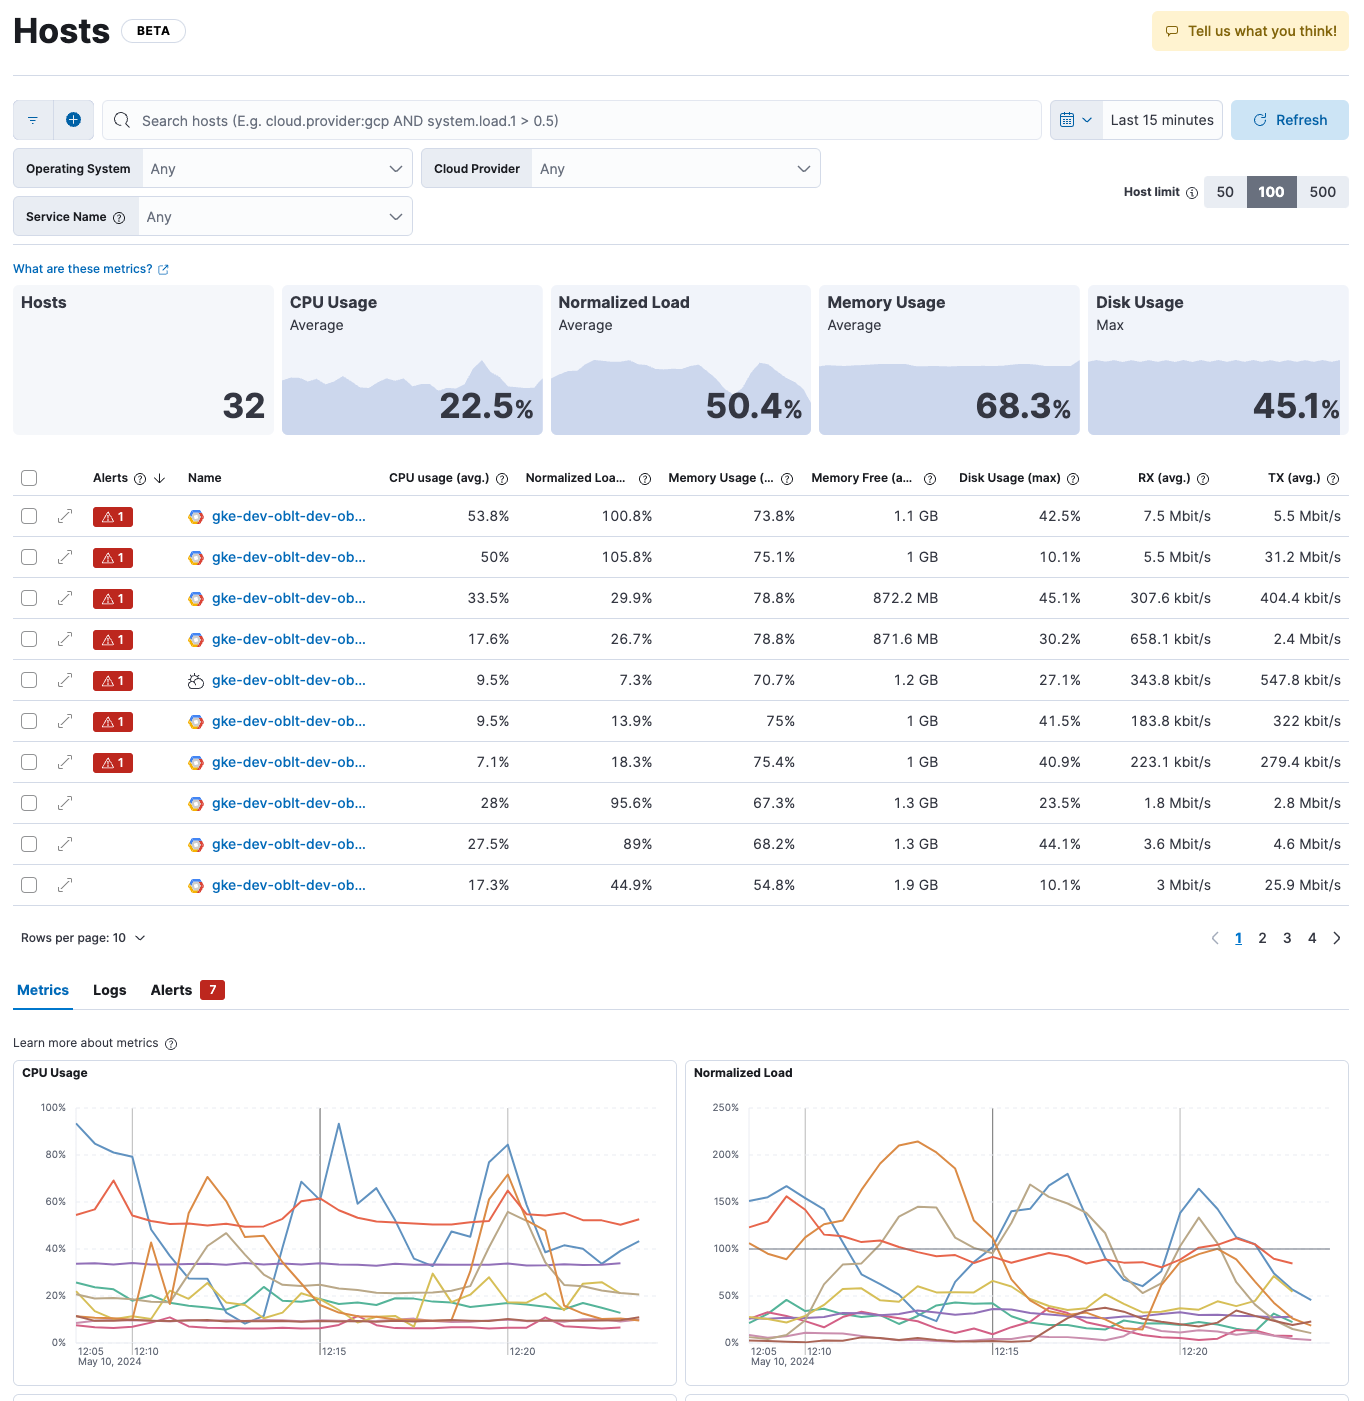 Hosts BETA
Tell us what you think!
Search hosts (E.g. cloud.provider:gcp AND system.load.1 > 0.5)
Last 15 minutes
Refresh
Operating System Any
Cloud Provider Any
Host limit 50 100 500
Service Name Any
What are these metrics?
Hosts
32
CPU Usage
Average
22.5%
Normalized Load
Average
50.4%
Memory Usage
Average
68.3%
Disk Usage
Max
45.1%
Alerts Name CPU usage (avg.) Normalized Loa... Memory Usage (... Memory Free (a... Disk Usage (max) RX (avg.) TX (avg.)
1 gke-dev-oblt-dev-ob... 53.8% 100.8% 73.8% 1.1 GB 42.5% 7.5 Mbit/s 5.5 Mbit/s
1 gke-dev-oblt-dev-ob... 50% 105.8% 75.1% 1 GB 10.1% 5.5 Mbit/s 31.2 Mbit/s
1 gke-dev-oblt-dev-ob... 33.5% 29.9% 78.8% 872.2 MB 45.1% 307.6 kbit/s 404.4 kbit/s
1 gke-dev-oblt-dev-ob... 17.6% 26.7% 78.8% 871.6 MB 30.2% 658.1 kbit/s 2.4 Mbit/s
1 gke-dev-oblt-dev-ob... 9.5% 7.3% 70.7% 1.2 GB 27.1% 343.8 kbit/s 547.8 kbit/s
1 gke-dev-oblt-dev-ob... 9.5% 13.9% 75% 1 GB 41.5% 183.8 kbit/s 322 kbit/s
1 gke-dev-oblt-dev-ob... 7.1% 18.3% 75.4% 1 GB 40.9% 223.1 kbit/s 279.4 kbit/s
gke-dev-oblt-dev-ob... 28% 95.6% 67.3% 1.3 GB 23.5% 1.8 Mbit/s 2.8 Mbit/s
gke-dev-oblt-dev-ob... 27.5% 89% 68.2% 1.3 GB 44.1% 3.6 Mbit/s 4.6 Mbit/s
gke-dev-oblt-dev-ob... 17.3% 44.9% 54.8% 1.9 GB 10.1% 3 Mbit/s 25.9 Mbit/s
Rows per page: 10
1 2 3 4
Metrics Logs Alerts 7
Learn more about metrics
CPU Usage
100%
80%
60%
40%
20%
0%
12:05 12:10 12:15 12:20
May 10, 2024
Normalized Load
250%
200%
150%
100%
50%
0%
12:05 12:10 12:15 12:20
May 10, 2024